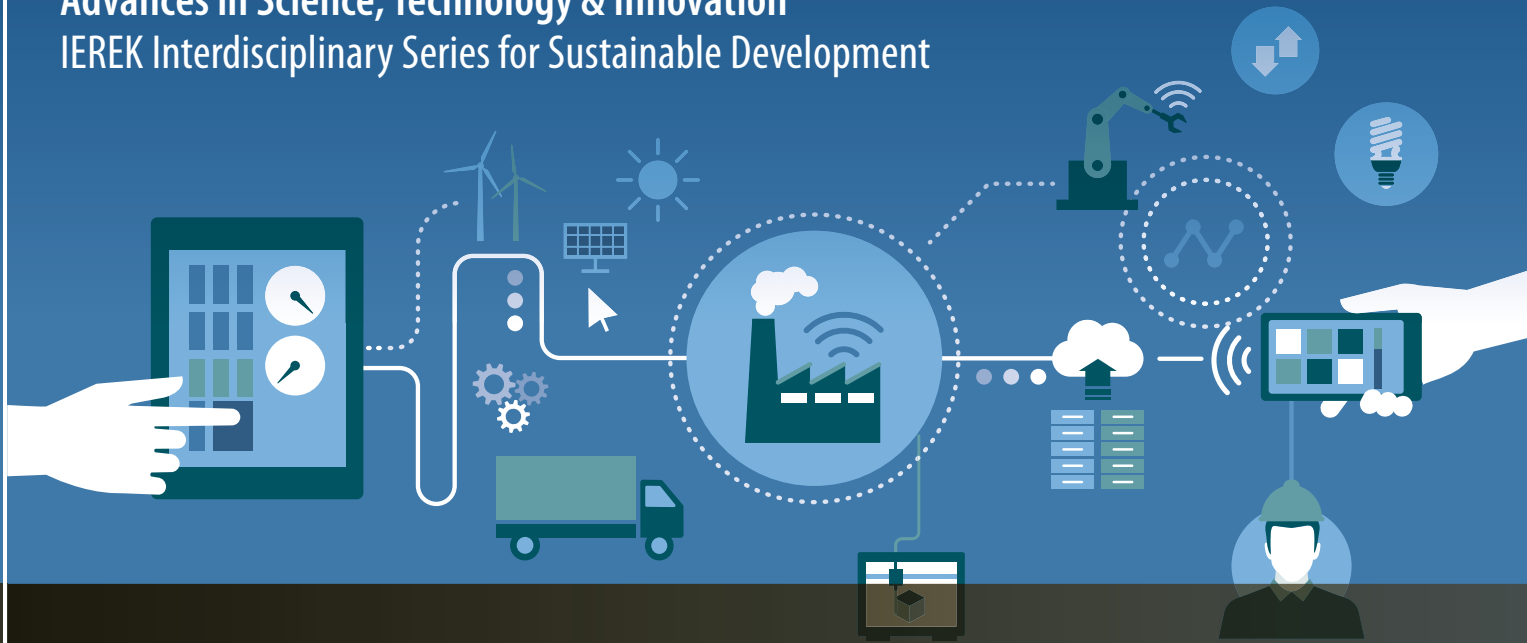 Advances in Science, Technology & Innovation
IEREK Interdisciplinary Series for Sustainable Development